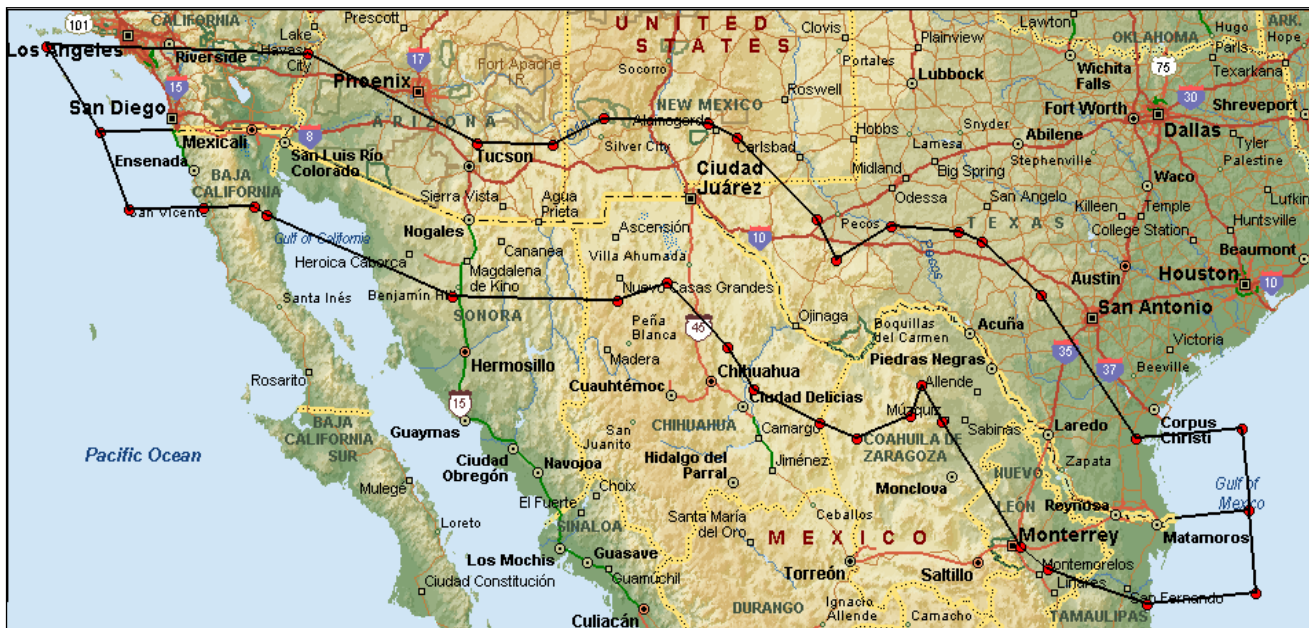 CALIFORNIA
Lake
Havasu
City
Prescott
UNITED
STATES
Clovis
Plainview
Lawton
OKLAHOMA
Hugo
ARK.
Hope
101
Los Angeles
Riverside
17
Fort Apache
I.R.
Socorro
Portales
Lubbock
Wichita
Falls
75
Paris
Texarkana
15
Phoenix
Roswell
30
San Diego
ARIZONA
NEW MEXICO
Alamogordo
Fort Worth
Dallas
Shreveport
Mexicali
8
Silver City
Carlsbad
Hobbs
Snyder
Abilene
Tyler
Ensenada
San Luis Río
Colorado
Tucson
Ciudad
Juárez
Midland
Lamesa
Big Spring
Stephenville
Palestine
BAJA
CALIFORNIA
Sierra Vista
Agua
Prieta
Odessa
San Angelo
Waco
Killeen
Temple
Lufkin
San Vicent
Nogales
Ascensión
10
Pecos
TEXAS
College Station
Huntsville
Gulf of California
Cananea
Villa Ahumada
Pecos
Beaumont
Heroica Caborca
Magdalena
de Kino
Nuevo Casas Grandes
Austin
Houston
10
Santa Inés
Benjamín Hill
SONORA
Peña
Blanca
45
Ojinaga
Boquillas
del Carmen
Acuña
San Antonio
Hermosillo
Madera
Chihuahua
Piedras Negras
35
Victoria
Rosarito
15
Cuauhtémoc
Ciudad Delicias
Allende
37
Beeville
BAJA
CALIFORNIA
SUR
Guaymas
San
Juanito
CHIHUAHUA
Camargo
Múzquiz
Sabinas
Laredo
Corpus
Christi
Pacific Ocean
Ciudad
Obregón
Navojoa
Hidalgo del
Parral
Jiménez
COAHUILA DE
ZARAGOZA
NUEVO
LEÓN
Zapata
Mulegé
Choix
Monclova
Gulf of
Mexico
El Fuerte
SINALOA
Santa María
del Oro
Ceballos
Reynosa
Loreto
MEXICO
Monterrey
Matamoros
Los Mochis
Guasave
Guamúchil
Torreón
Saltillo
Montemorelos
Linares
Ciudad Constitución
San Fernando
Culiacán
DURANGO
Ignacio
Allende
Camacho
TAMAULIPAS